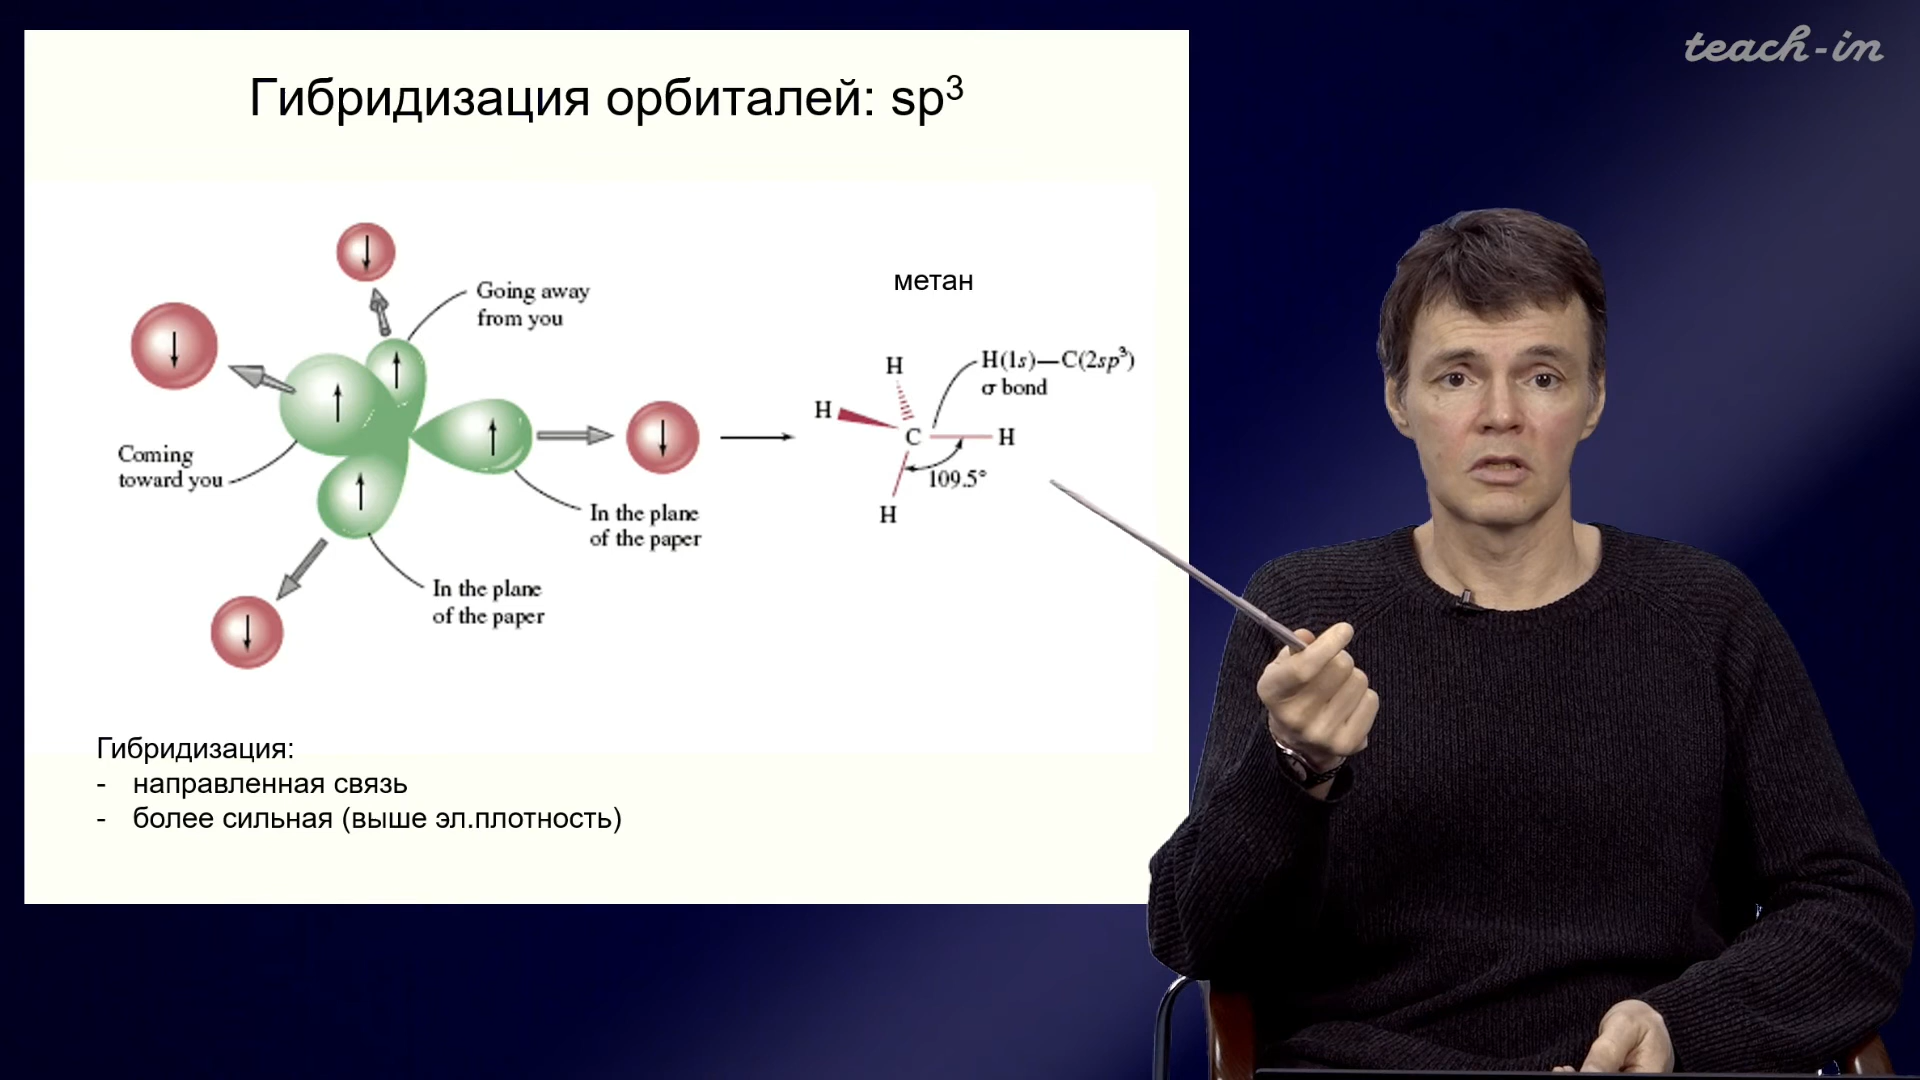 teach-in
Гибридизация орбиталей: sp³
метан
Going away
from you
Coming
toward you
In the plane
of the paper
In the plane
of the paper
H
H(1s)—C(2sp³)
σ bond
H
C
H
109.5°
H
Гибридизация:
- направленная связь
- более сильная (выше эл.плотность)